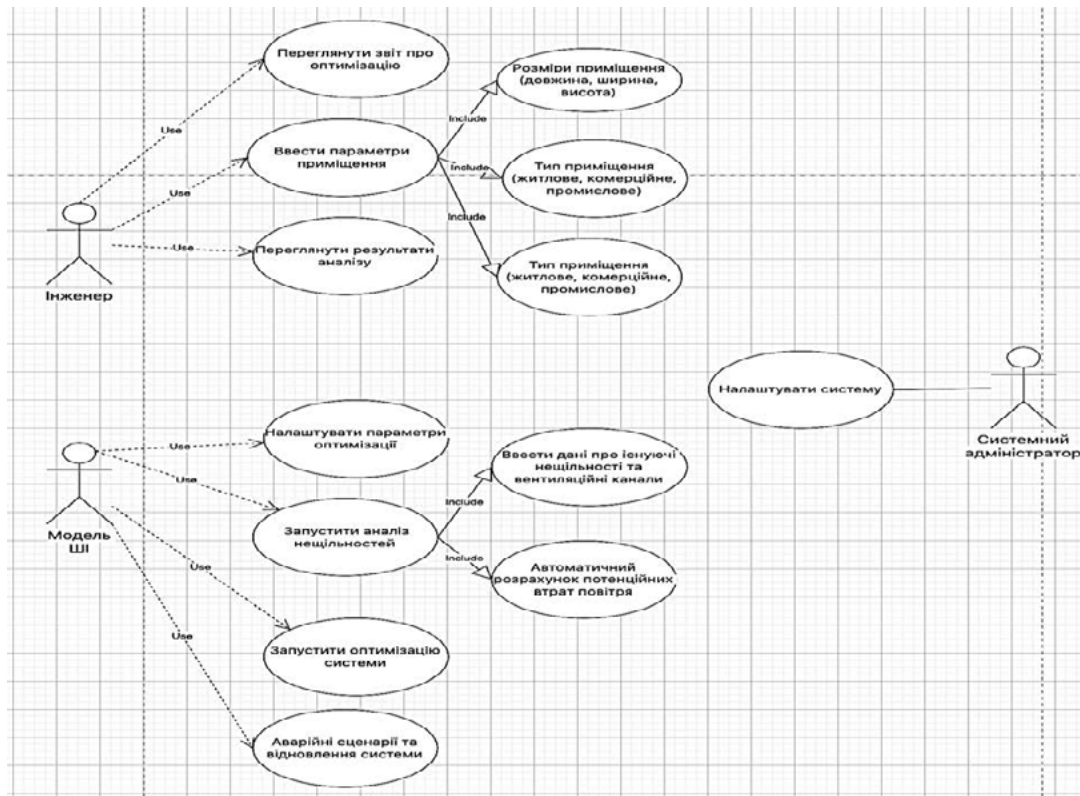 Переглянути звіт про
оптимізацію
Розміри приміщення
(довжина, ширина,
висота)
Use
Include
Ввести параметри
приміщення
Include
Тип приміщення
(житлове, комерційне,
промислове)
Use
Include
Use
Переглянути результати
аналізу
Тип приміщення
(житлове, комерційне,
промислове)
Інженер
Налаштувати систему
Системний
адміністратор
Налаштувати параметри
оптимізації
Use
Ввести дані про існуючі
нещільності та
вентиляційні канали
Use
Include
Модель
ШІ
Запустити аналіз
нещільностей
Include
Автоматичний
розрахунок потенційних
втрат повітря
Use
Use
Запустити оптимізацію
системи
Аварійні сценарії та
відновлення системи